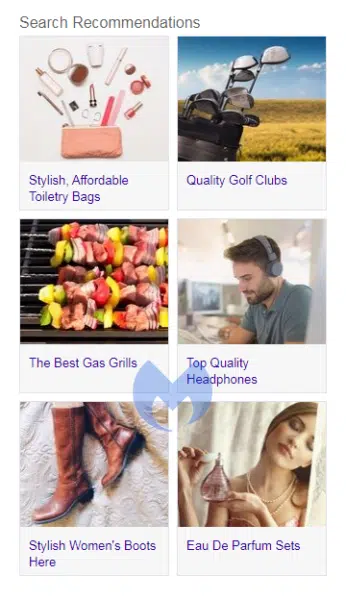 Search Recommendations
Stylish, Affordable
Toiletry Bags
Quality Golf Clubs
The Best Gas Grills
Top Quality
Headphones
Stylish Women's Boots
Here
Eau De Parfum Sets